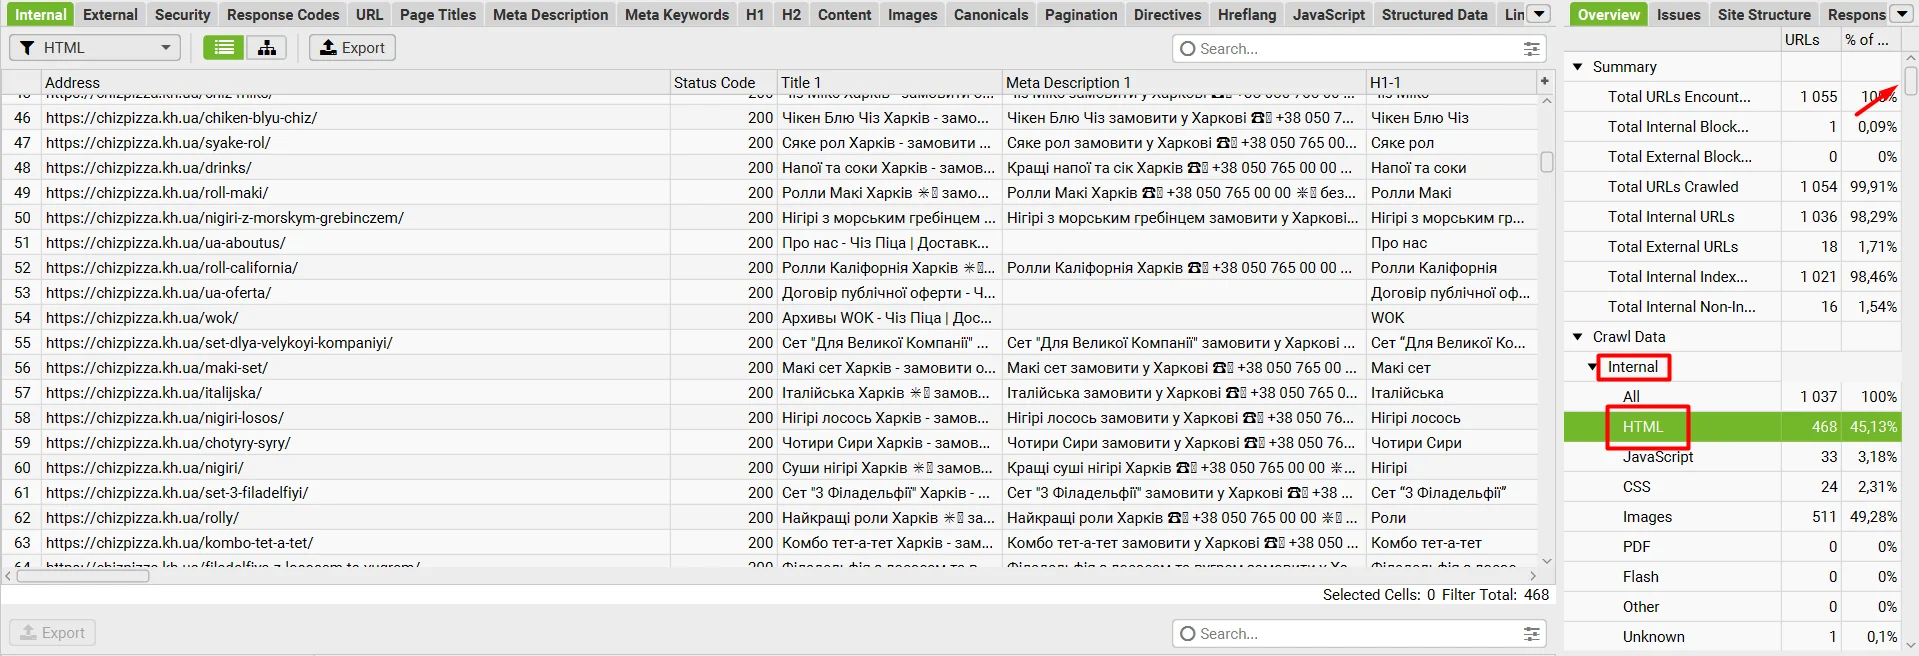 Internal External Security Response Codes URL Page Titles Meta Description Meta Keywords H1 H2 Content Images Canonicals Pagination Directives Hreflang JavaScript Structured Data Lin
HTML Export Search...
Address Status Code Title 1 Meta Description 1 H1-1 +
46 https://chizpizza.kh.ua/chiken-blyu-chiz/ 200 Чікен Блю Чіз Харків - замо... Чікен Блю Чіз замовити у Харкові ☎ +38 050 7... Чікен Блю Чіз
47 https://chizpizza.kh.ua/syake-rol/ 200 Сяке рол Харків - замовити ... Сяке рол замовити у Харкові ☎ +38 050 765 00... Сяке рол
48 https://chizpizza.kh.ua/drinks/ 200 Напої та соки Харків - замов... Кращі напої та сік Харків ☎ +38 050 765 00 00 ... Напої та соки
49 https://chizpizza.kh.ua/roll-maki/ 200 Ролли Макі Харків ✳ замо... Ролли Макі Харків ☎ +38 050 765 00 00 ✳ без... Ролли Макі
50 https://chizpizza.kh.ua/nigiri-z-morskym-grebinczem/ 200 Нігірі з морським гребінцем ... Нігірі з морським гребінцем замовити у Харкові... Нігірі з морським гр...
51 https://chizpizza.kh.ua/ua-aboutus/ 200 Про нас - Чіз Піца | Доставк... Про нас
52 https://chizpizza.kh.ua/roll-california/ 200 Ролли Каліфорнія Харків ✳... Ролли Каліфорнія Харків ☎ +38 050 765 00 00 ... Ролли Каліфорнія
53 https://chizpizza.kh.ua/ua-oferta/ 200 Договір публічної оферти - Ч... Договір публічної оф...
54 https://chizpizza.kh.ua/wok/ 200 Архивы WOK - Чіз Піца | Дос... WOK
55 https://chizpizza.kh.ua/set-dlya-velykoyi-kompaniyi/ 200 Сет "Для Великої Компанії" ... Сет "Для Великої Компанії" замовити у Харкові ... Сет “Для Великої Ко...
56 https://chizpizza.kh.ua/maki-set/ 200 Макі сет Харків - замовити о... Макі сет замовити у Харкові ☎ +38 050 765 00 ... Макі сет
57 https://chizpizza.kh.ua/italijska/ 200 Італійська Харків ✳ замов... Італійська замовити у Харкові ☎ +38 050 765 0... Італійська
58 https://chizpizza.kh.ua/nigiri-losos/ 200 Нігірі лосось Харків - замов... Нігірі лосось замовити у Харкові ☎ +38 050 76... Нігірі лосось
59 https://chizpizza.kh.ua/chotyry-syry/ 200 Чотири Сири Харків - замов... Чотири Сири замовити у Харкові ☎ +38 050 76... Чотири Сири
60 https://chizpizza.kh.ua/nigiri/ 200 Суши нігірі Харків ✳ замов... Кращі суші нігірі Харків ☎ +38 050 765 00 00 ✳... Нігірі
61 https://chizpizza.kh.ua/set-3-filadelfiyi/ 200 Сет "3 Філадельфії" Харків - ... Сет "3 Філадельфії" замовити у Харкові ☎ +38 ... Сет “3 Філадельфії”
62 https://chizpizza.kh.ua/rolly/ 200 Найкращі роли Харків ✳ за... Найкращі роли Харків ☎ +38 050 765 00 00 ✳ ... Роли
63 https://chizpizza.kh.ua/kombo-tet-a-tet/ 200 Комбо тет-а-тет Харків - зам... Комбо тет-а-тет замовити у Харкові ☎ +38 050 ... Комбо тет-а-тет
Selected Cells: 0 Filter Total: 468
Export Search...
Overview Issues Site Structure Respons
URLs % of ...
Summary
Total URLs Encount... 1 055 100%
Total Internal Block... 1 0,09%
Total External Block... 0 0%
Total URLs Crawled 1 054 99,91%
Total Internal URLs 1 036 98,29%
Total External URLs 18 1,71%
Total Internal Index... 1 021 98,46%
Total Internal Non-In... 16 1,54%
Crawl Data
Internal
All 1 037 100%
HTML 468 45,13%
JavaScript 33 3,18%
CSS 24 2,31%
Images 511 49,28%
PDF 0 0%
Flash 0 0%
Other 0 0%
Unknown 1 0,1%